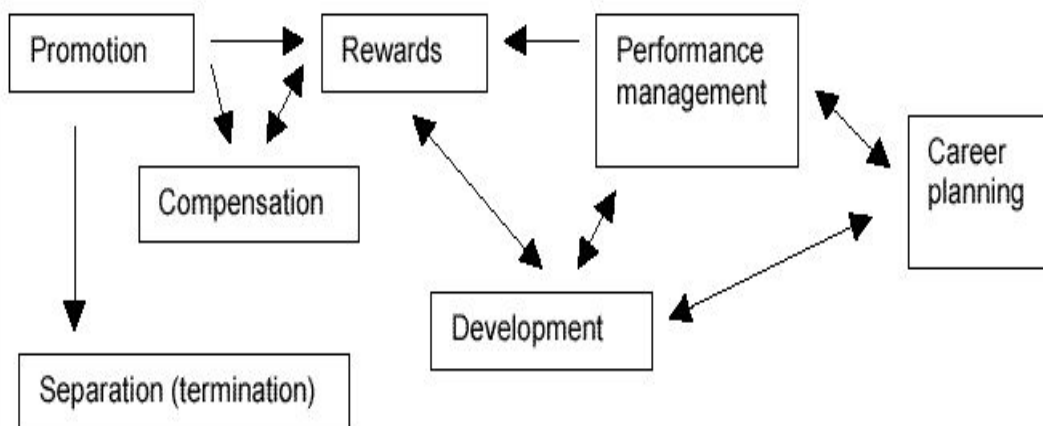 Promotion
Rewards
Performance
management
Career
planning
Compensation
Development
Separation (termination)